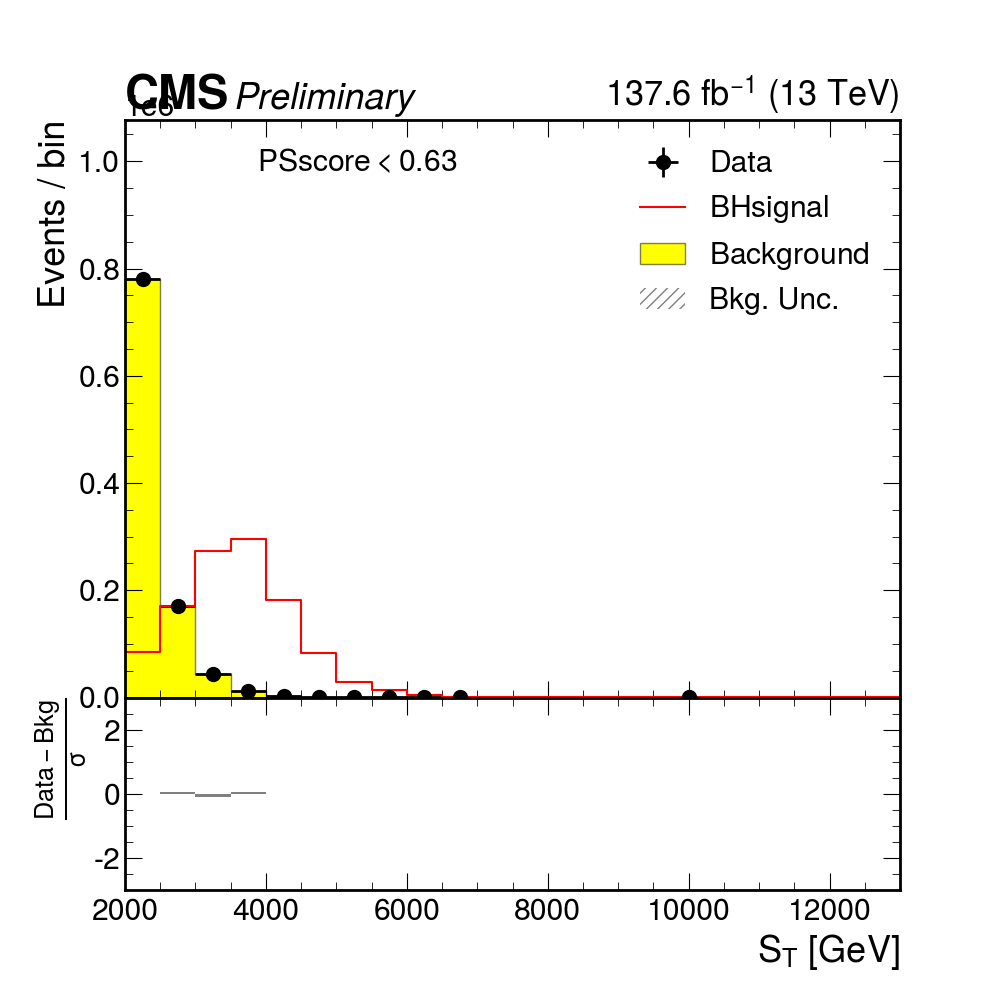 CMS Preliminary 137.6 fb⁻¹ (13 TeV)
Events / bin
1.0
0.8
0.6
0.4
0.2
0.0
PSscore < 0.63
Data
BHsignal
Background
Bkg. Unc.
Data – Bkg
σ
2
0
-2
2000 4000 6000 8000 10000 12000
S_T [GeV]